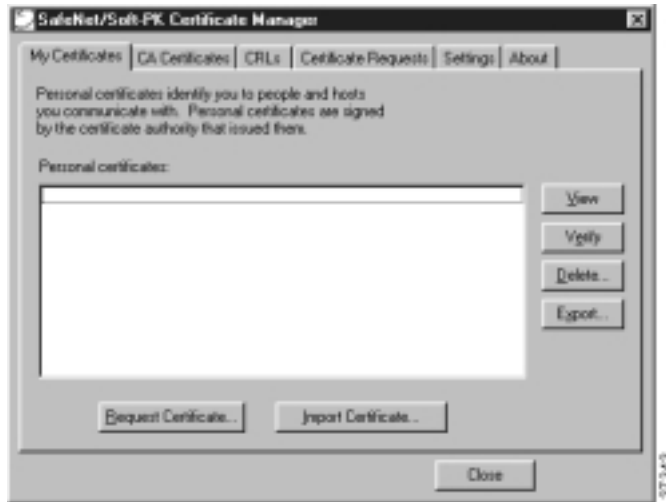 SafeNet/Soft-PK Certificate Manager
My Certificates CA Certificates CRLs Certificate Requests Settings About
Personal certificates identify you to people and hosts
you communicate with. Personal certificates are signed
by the certificate authority that issued them.
Personal certificates:
View
Verify
Delete...
Export...
Request Certificate... Import Certificate...
Close